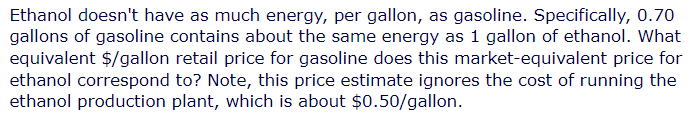 Ethanol doesn't have as much energy, per gallon, as gasoline. Specifically, 0.70
gallons of gasoline contains about the same energy as 1 gallon of ethanol. What
equivalent $/gallon retail price for gasoline does this market-equivalent price for
ethanol correspond to? Note, this price estimate ignores the cost of running the
ethanol production plant, which is about $0.50/gallon.